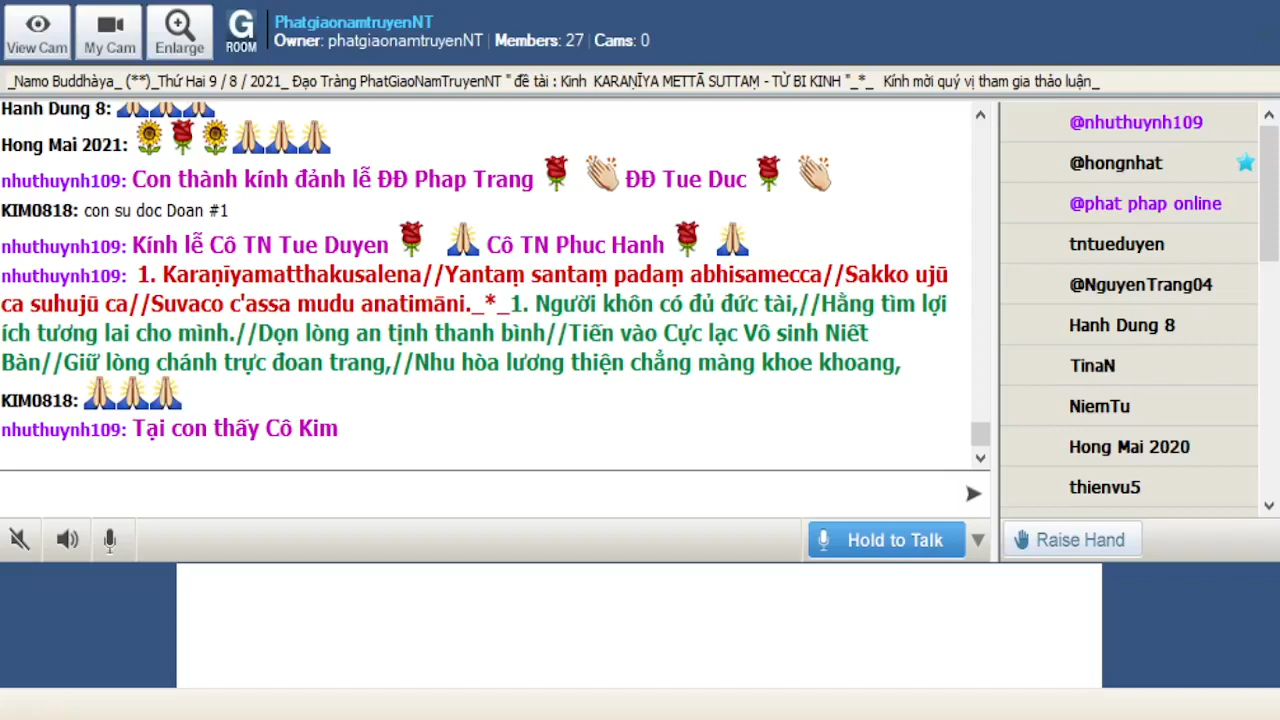 View Cam
My Cam
Enlarge
G
ROOM
PhatgiaonamtruyenNT
Owner: phatgiaonamtruyenNT | Members: 27 | Cams: 0
_Namo Buddhàya_ (**)_Thứ Hai 9 / 8 / 2021_ Đạo Tràng PhatGiaoNamTruyenNT " đề tài : Kinh KARAṆĪYA METTĀ SUTTAṂ - TỪ BI KINH "_*_ Kính mời quý vị tham gia thảo luận_
Hanh Dung 8:
Hong Mai 2021:
nhuthuynh109: Con thành kính đảnh lễ ĐĐ Phap Trang ĐĐ Tue Duc
KIM0818: con su doc Doan #1
nhuthuynh109: Kính lễ Cô TN Tue Duyen Cô TN Phuc Hanh
nhuthuynh109: 1. Karaṇīyamatthakusalena//Yantaṃ santaṃ padaṃ abhisamecca//Sakko ujū
ca suhujū ca//Suvaco c'assa mudu anatimāni._*_1. Người khôn có đủ đức tài,//Hằng tìm lợi
ích tương lai cho mình.//Dọn lòng an tịnh thanh bình//Tiến vào Cực lạc Vô sinh Niết
Bàn//Giữ lòng chánh trực đoan trang,//Nhu hòa lương thiện chẳng màng khoe khoang,
KIM0818:
nhuthuynh109: Tại con thấy Cô Kim
@nhuthuynh109
@hongnhat
@phat phap online
tntueduyen
@NguyenTrang04
Hanh Dung 8
TinaN
NiemTu
Hong Mai 2020
thienvu5
Hold to Talk
Raise Hand